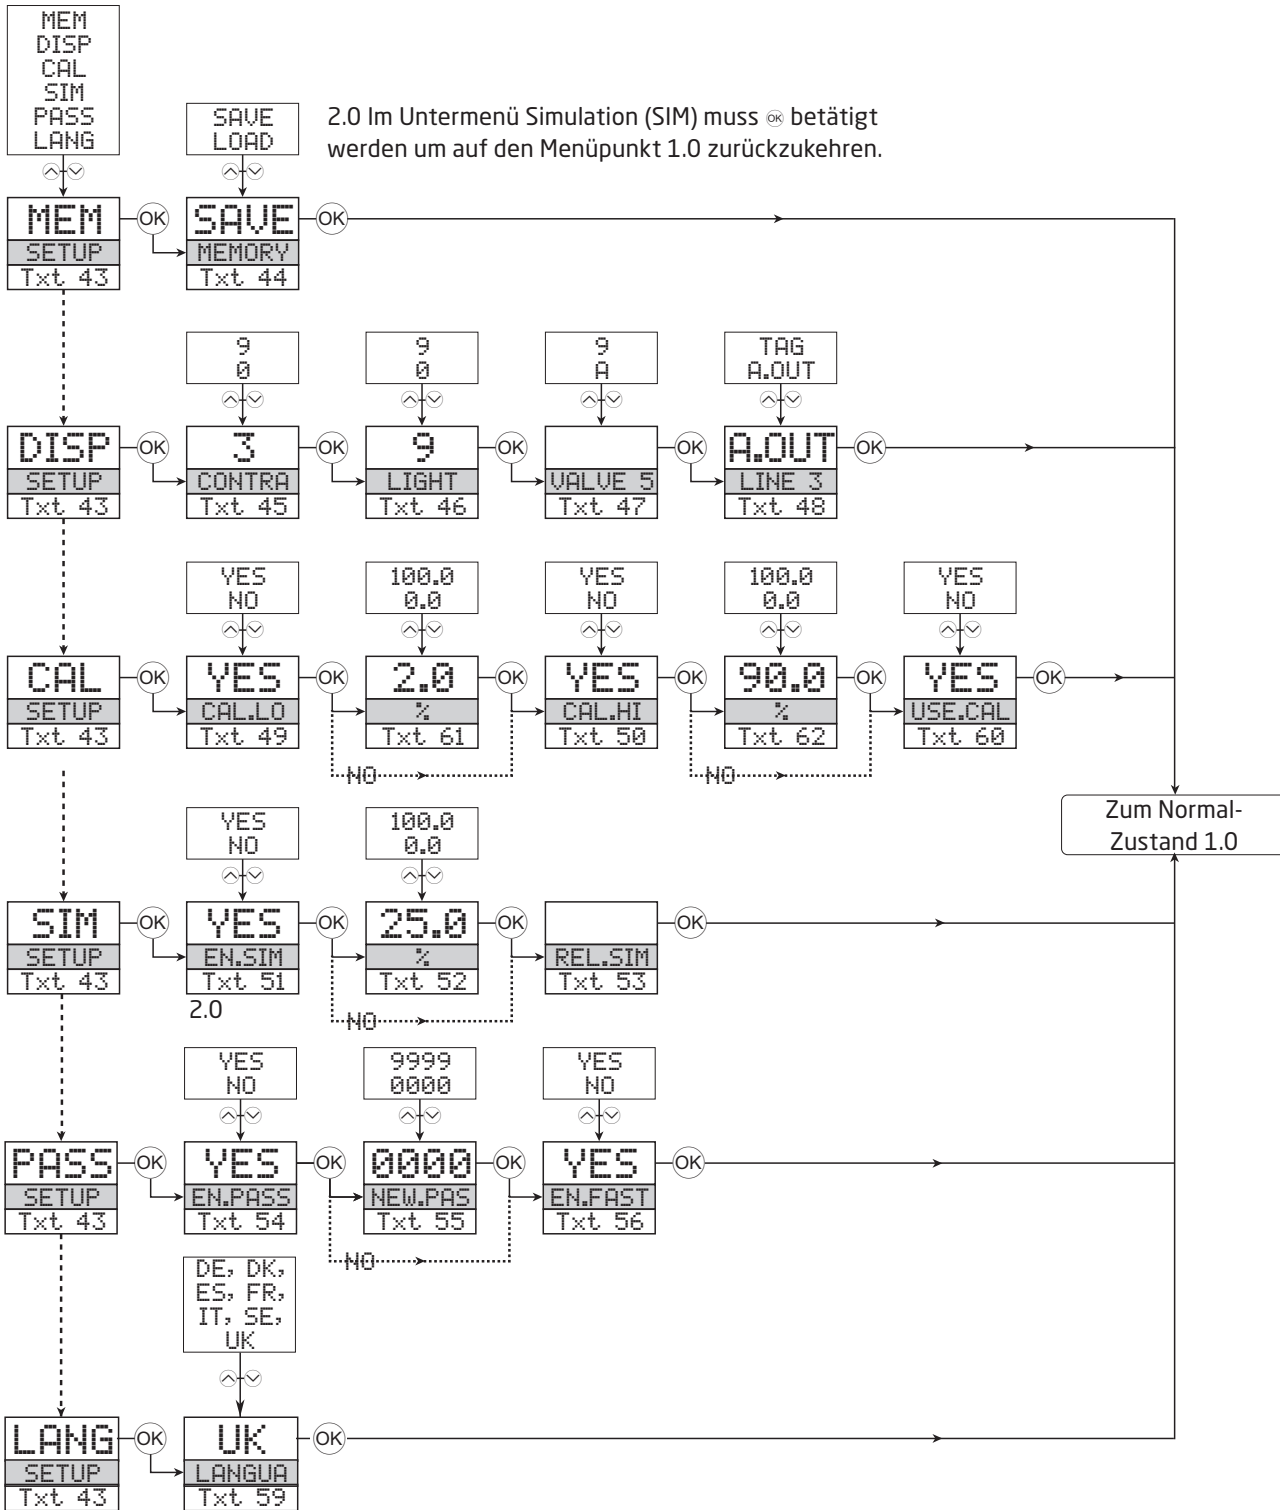 MEM
DISP
CAL
SIM
PASS
LANG
SAVE
LOAD
2.0 Im Untermenü Simulation (SIM) muss OK betätigt
werden um auf den Menüpunkt 1.0 zurückzukehren.
MEM
SETUP
Txt 43
OK
SAVE
MEMORY
Txt 44
OK
9
0
9
0
9
A
TAG
A.OUT
DISP
SETUP
Txt 43
OK
3
CONTRA
Txt 45
OK
9
LIGHT
Txt 46
OK
VALVE 5
Txt 47
OK
A.OUT
LINE 3
Txt 48
OK
YES
NO
100.0
0.0
YES
NO
100.0
0.0
YES
NO
CAL
SETUP
Txt 43
OK
YES
CAL.LO
Txt 49
OK
2.0
%
Txt 61
OK
YES
CAL.HI
Txt 50
OK
90.0
%
Txt 62
OK
YES
USE.CAL
Txt 60
OK
NO
NO
Zum Normal-
Zustand 1.0
YES
NO
100.0
0.0
SIM
SETUP
Txt 43
OK
YES
EN.SIM
Txt 51
2.0
OK
25.0
%
Txt 52
OK
REL.SIM
Txt 53
OK
NO
YES
NO
9999
0000
YES
NO
PASS
SETUP
Txt 43
OK
YES
EN.PASS
Txt 54
OK
0000
NEW.PAS
Txt 55
OK
YES
EN.FAST
Txt 56
OK
NO
DE, DK,
ES, FR,
IT, SE,
UK
LANG
SETUP
Txt 43
OK
UK
LANGUA
Txt 59
OK